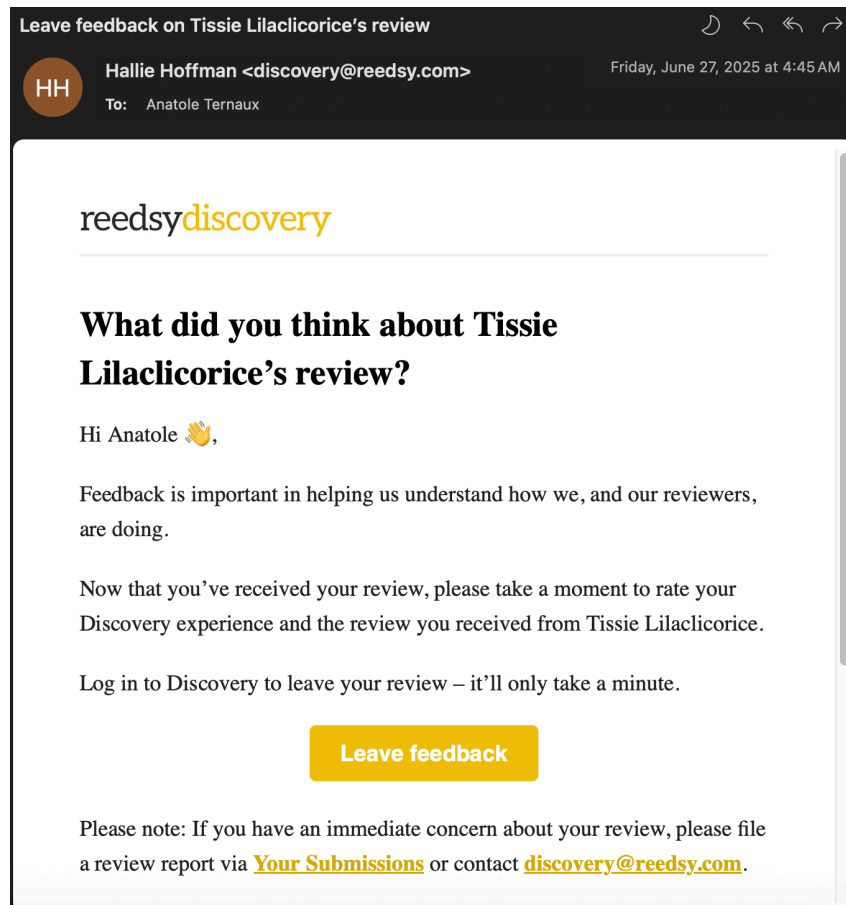 Leave feedback on Tissie Lilaclicorice’s review
HH
Hallie Hoffman <discovery@reedsy.com>
Friday, June 27, 2025 at 4:45 AM
To: Anatole Ternaux
reedsydiscovery
What did you think about Tissie
Lilaclicorice’s review?
Hi Anatole 👋,
Feedback is important in helping us understand how we, and our reviewers,
are doing.
Now that you’ve received your review, please take a moment to rate your
Discovery experience and the review you received from Tissie Lilaclicorice.
Log in to Discovery to leave your review – it’ll only take a minute.
Leave feedback
Please note: If you have an immediate concern about your review, please file
a review report via Your Submissions or contact discovery@reedsy.com.